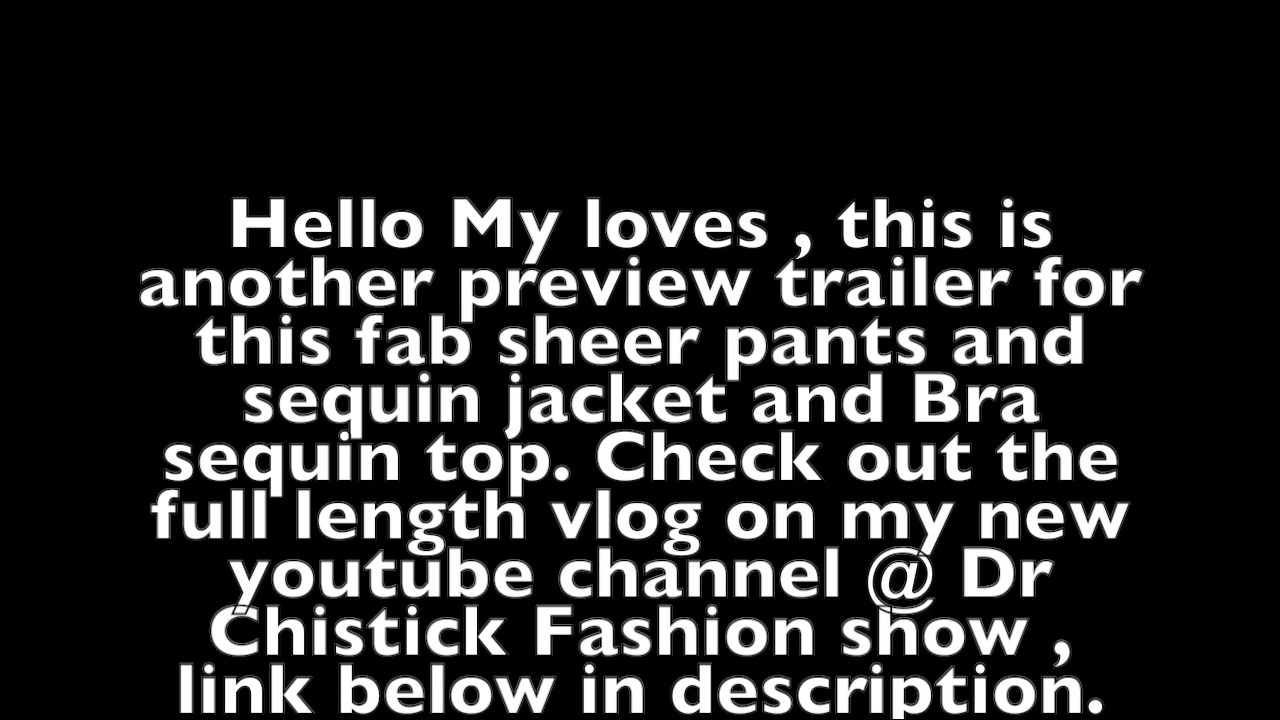 Hello My loves , this is
another preview trailer for
this fab sheer pants and
sequin jacket and Bra
sequin top. Check out the
full length vlog on my new
youtube channel @ Dr
Chistick Fashion show ,
link below in description.